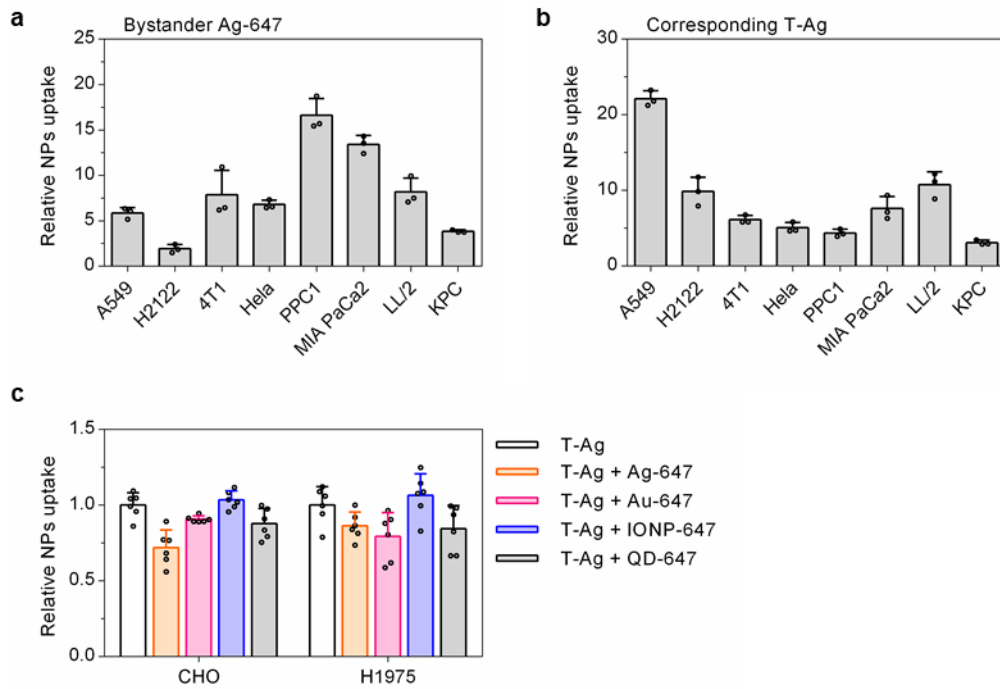 a
Bystander Ag-647
Relative NPs uptake
25
20
15
10
5
0
A549
H2122
4T1
Hela
PPC1
MIA PaCa2
LL/2
KPC
b
Corresponding T-Ag
Relative NPs uptake
30
20
10
0
A549
H2122
4T1
Hela
PPC1
MIA PaCa2
LL/2
KPC
c
Relative NPs uptake
1.5
1.0
0.5
0.0
CHO
H1975
T-Ag
T-Ag + Ag-647
T-Ag + Au-647
T-Ag + IONP-647
T-Ag + QD-647